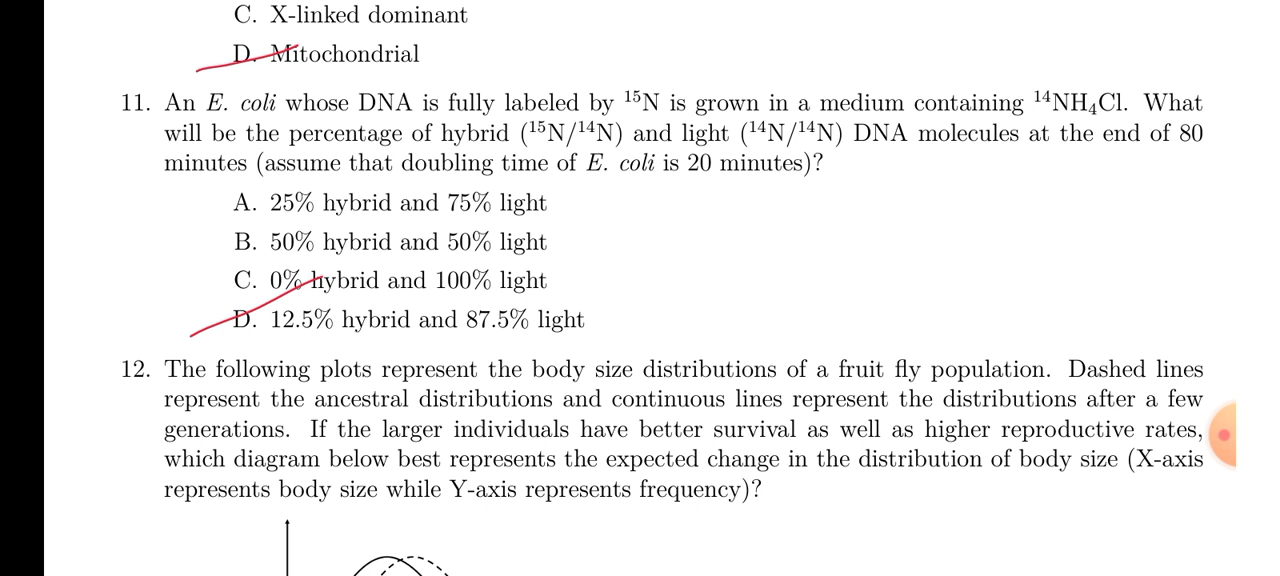 C. X-linked dominant
D. Mitochondrial
11. An E. coli whose DNA is fully labeled by ¹⁵N is grown in a medium containing ¹⁴NH₄Cl. What
will be the percentage of hybrid (¹⁵N/¹⁴N) and light (¹⁴N/¹⁴N) DNA molecules at the end of 80
minutes (assume that doubling time of E. coli is 20 minutes)?
A. 25% hybrid and 75% light
B. 50% hybrid and 50% light
C. 0% hybrid and 100% light
D. 12.5% hybrid and 87.5% light
12. The following plots represent the body size distributions of a fruit fly population. Dashed lines
represent the ancestral distributions and continuous lines represent the distributions after a few
generations. If the larger individuals have better survival as well as higher reproductive rates,
which diagram below best represents the expected change in the distribution of body size (X-axis
represents body size while Y-axis represents frequency)?